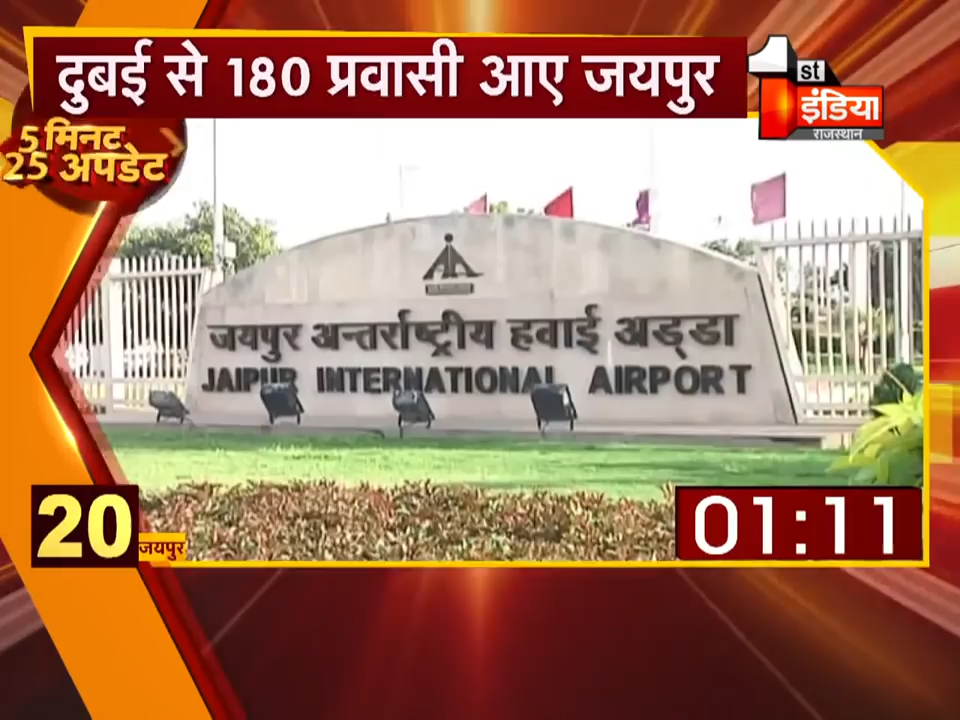 दुबई से 180 प्रवासी आए जयपुर
1st
इंडिया
राजस्थान
5 मिनट
25 अपडेट
जयपुर अन्तर्राष्ट्रीय हवाई अड्डा
JAIPUR INTERNATIONAL AIRPORT
20
जयपुर
01:11